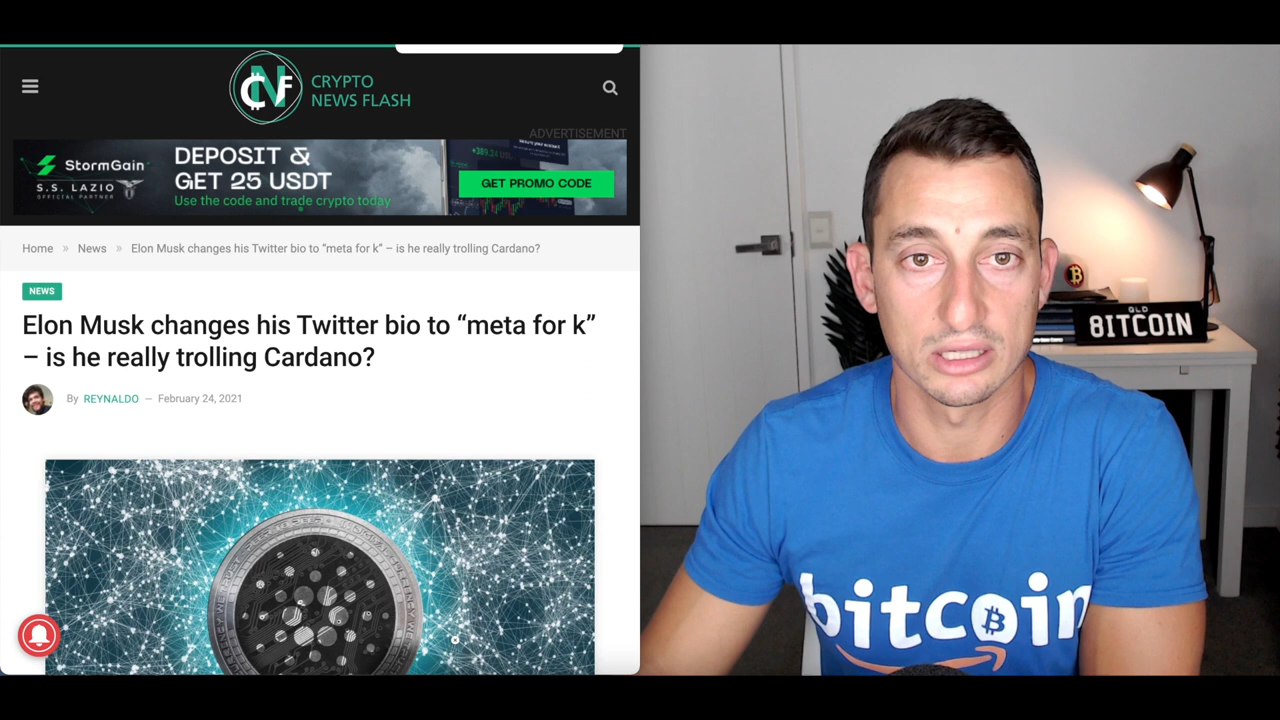 CNF
CRYPTO
NEWS FLASH
ADVERTISEMENT
StormGain
S.S. LAZIO
OFFICIAL PARTNER
DEPOSIT &
GET 25 USDT
Use the code and trade crypto today
GET PROMO CODE
Home » News » Elon Musk changes his Twitter bio to “meta for k” – is he really trolling Cardano?
NEWS
Elon Musk changes his Twitter bio to “meta for k”
– is he really trolling Cardano?
By REYNALDO — February 24, 2021
QLD
8ITCOIN
bitcoin